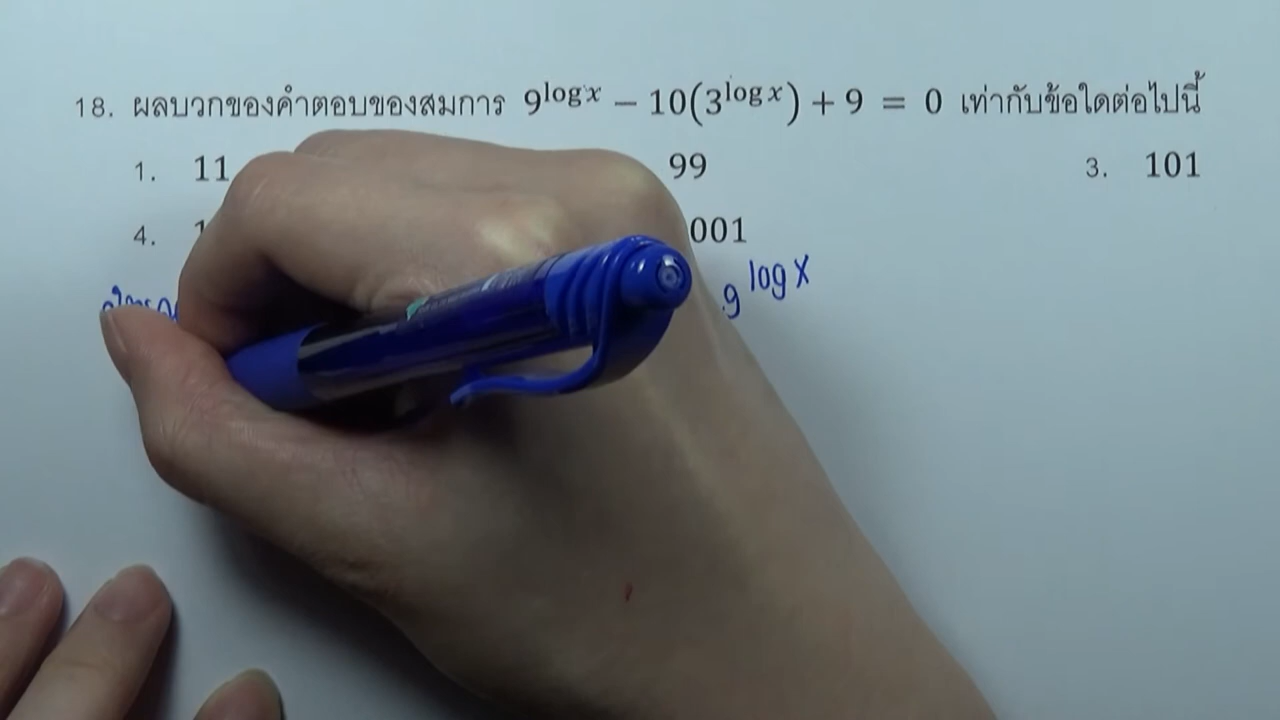 18. ผลบวกของคำตอบของสมการ 9^{log x} − 10(3^{log x}) + 9 = 0 เท่ากับข้อใดต่อไปนี้
1. 11 99 3. 101
4. 001
9^{log x}